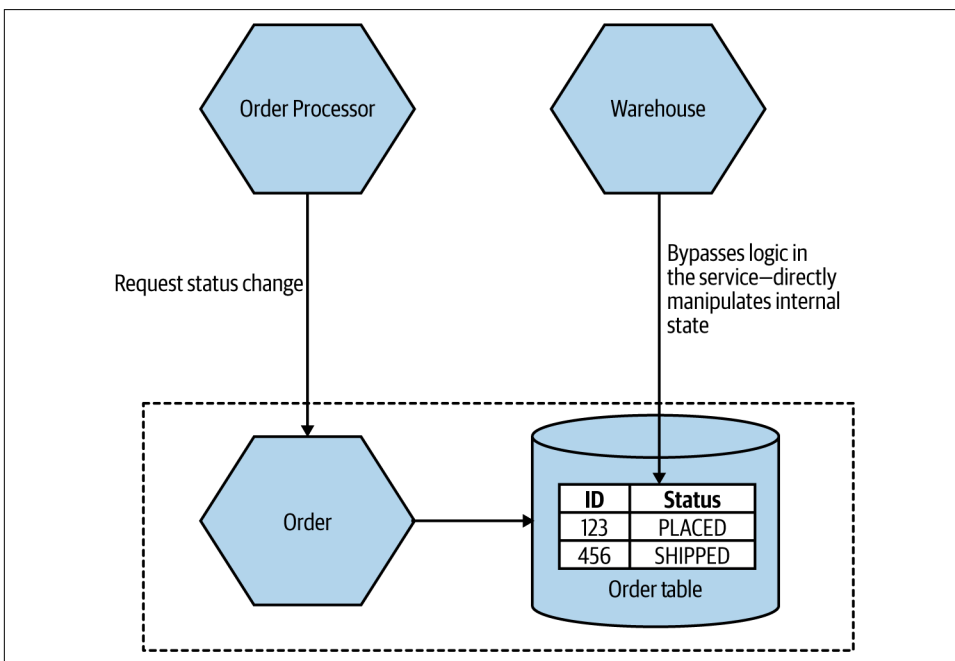 Order Processor
Warehouse
Request status change
Bypasses logic in
the service—directly
manipulates internal
state
Order
ID Status
123 PLACED
456 SHIPPED
Order table